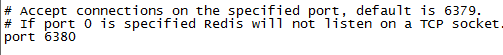 # Accept connections on the specified port, default is 6379.
# If port 0 is specified Redis will not listen on a TCP socket.
port 6380